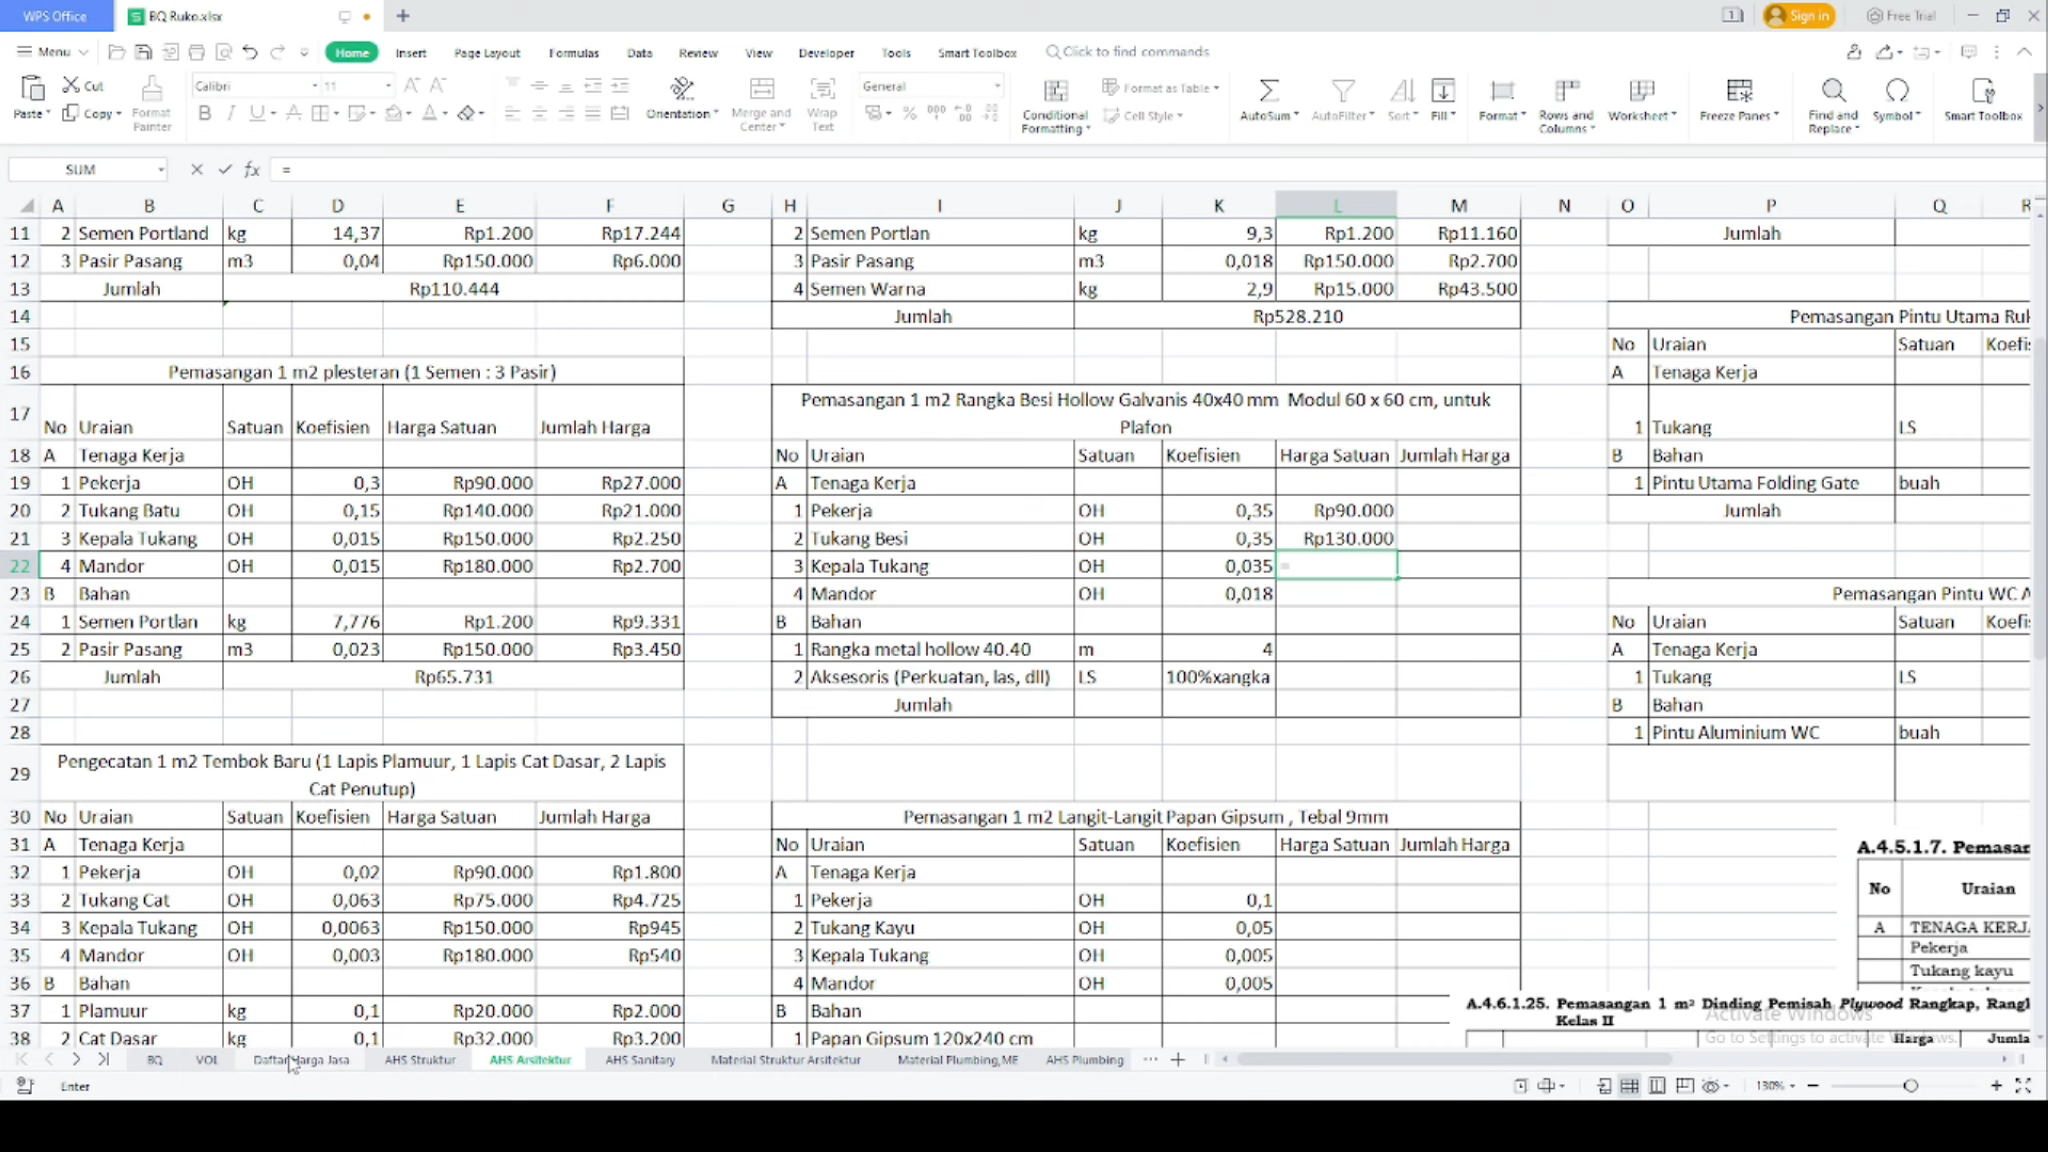 WPS Office BQ Ruko.xlsx + 1 Sign in Free Trial
Menu Home Insert Page Layout Formulas Data Review View Developer Tools Smart Toolbox Click to find commands
Paste Cut Copy Format Painter Calibri 11 Orientation Merge and Center Wrap Text General Conditional Formatting Format as Table Cell Style AutoSum AutoFilter Sort Fill Format Rows and Columns Worksheet Freeze Panes Find and Replace Symbol Smart Toolbox
SUM fx =
A B C D E F G H I J K L M N O P Q R
11 2 Semen Portland kg 14,37 Rp1.200 Rp17.244 2 Semen Portlan kg 9,3 Rp1.200 Rp11.160 Jumlah
12 3 Pasir Pasang m3 0,04 Rp150.000 Rp6.000 3 Pasir Pasang m3 0,018 Rp150.000 Rp2.700
13 Jumlah Rp110.444 4 Semen Warna kg 2,9 Rp15.000 Rp43.500
14 Jumlah Rp528.210 Pemasangan Pintu Utama Ruk
15 No Uraian Satuan Koefis
16 Pemasangan 1 m2 plesteran (1 Semen : 3 Pasir) A Tenaga Kerja
17 No Uraian Satuan Koefisien Harga Satuan Jumlah Harga Pemasangan 1 m2 Rangka Besi Hollow Galvanis 40x40 mm Modul 60 x 60 cm, untuk Plafon 1 Tukang LS
18 A Tenaga Kerja No Uraian Satuan Koefisien Harga Satuan Jumlah Harga B Bahan
19 1 Pekerja OH 0,3 Rp90.000 Rp27.000 A Tenaga Kerja 1 Pintu Utama Folding Gate buah
20 2 Tukang Batu OH 0,15 Rp140.000 Rp21.000 1 Pekerja OH 0,35 Rp90.000 Jumlah
21 3 Kepala Tukang OH 0,015 Rp150.000 Rp2.250 2 Tukang Besi OH 0,35 Rp130.000
22 4 Mandor OH 0,015 Rp180.000 Rp2.700 3 Kepala Tukang OH 0,035 =
23 B Bahan 4 Mandor OH 0,018 Pemasangan Pintu WC A
24 1 Semen Portlan kg 7,776 Rp1.200 Rp9.331 B Bahan No Uraian Satuan Koefis
25 2 Pasir Pasang m3 0,023 Rp150.000 Rp3.450 1 Rangka metal hollow 40.40 m 4 A Tenaga Kerja
26 Jumlah Rp65.731 2 Aksesoris (Perkuatan, las, dll) LS 100%xangka 1 Tukang LS
27 Jumlah B Bahan
28 1 Pintu Aluminium WC buah
29 Pengecatan 1 m2 Tembok Baru (1 Lapis Plamuur, 1 Lapis Cat Dasar, 2 Lapis Cat Penutup)
30 No Uraian Satuan Koefisien Harga Satuan Jumlah Harga Pemasangan 1 m2 Langit-Langit Papan Gipsum , Tebal 9mm
31 A Tenaga Kerja No Uraian Satuan Koefisien Harga Satuan Jumlah Harga A.4.5.1.7. Pemasan
32 1 Pekerja OH 0,02 Rp90.000 Rp1.800 A Tenaga Kerja No Uraian
33 2 Tukang Cat OH 0,063 Rp75.000 Rp4.725 1 Pekerja OH 0,1
34 3 Kepala Tukang OH 0,0063 Rp150.000 Rp945 2 Tukang Kayu OH 0,05 A TENAGA KERJA
35 4 Mandor OH 0,003 Rp180.000 Rp540 3 Kepala Tukang OH 0,005 Pekerja
36 B Bahan 4 Mandor OH 0,005 Tukang kayu
37 1 Plamuur kg 0,1 Rp20.000 Rp2.000 B Bahan A.4.6.1.25. Pemasangan 1 m² Dinding Pemisah Plywood Rangkap, Rangk
Kelas II
Activate Windows
38 2 Cat Dasar kg 0,1 Rp32.000 Rp3.200 1 Papan Gipsum 120x240 cm Harga Jumla
Go to Settings to activate Windows.
BQ VOL Daftar Harga Jasa AHS Struktur AHS Arsitektur AHS Sanitary Material Struktur Arsitektur Material Plumbing,ME AHS Plumbing ... +
Enter 130% - +